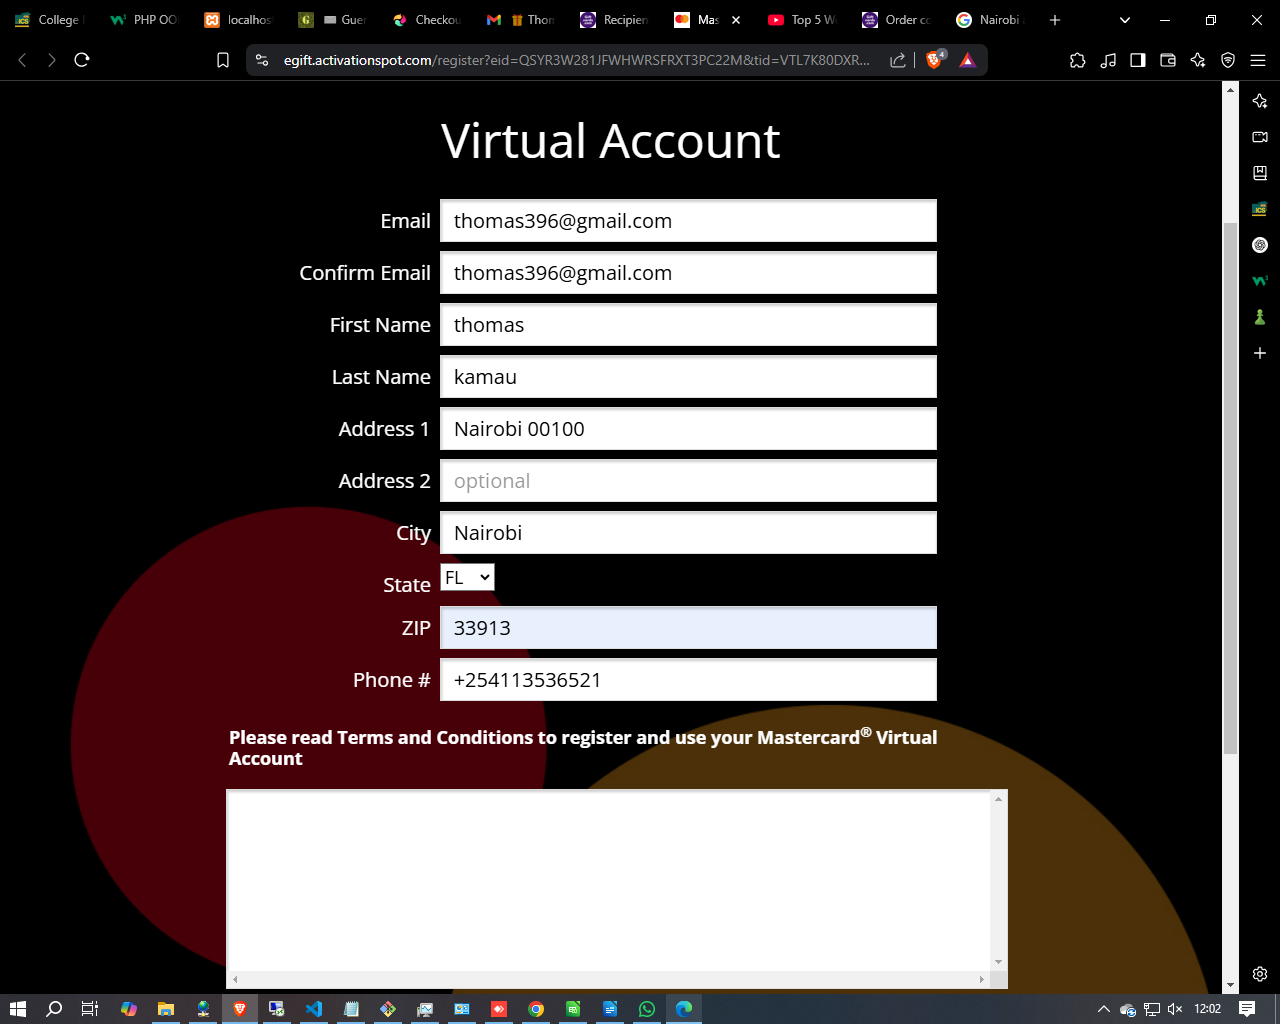 College
PHP OO
localhos
Guer
Checkou
Thon
Recipien
Mas
Top 5 W
Order co
Nairobi
egift.activationspot.com/register?eid=QSYR3W281JFWHWRSFRXT3PC22M&tid=VTL7K80DXR...
4
Virtual Account
Email thomas396@gmail.com
Confirm Email thomas396@gmail.com
First Name thomas
Last Name kamau
Address 1 Nairobi 00100
Address 2 optional
City Nairobi
State FL
ZIP 33913
Phone # +254113536521
Please read Terms and Conditions to register and use your Mastercard® Virtual
Account
12:02